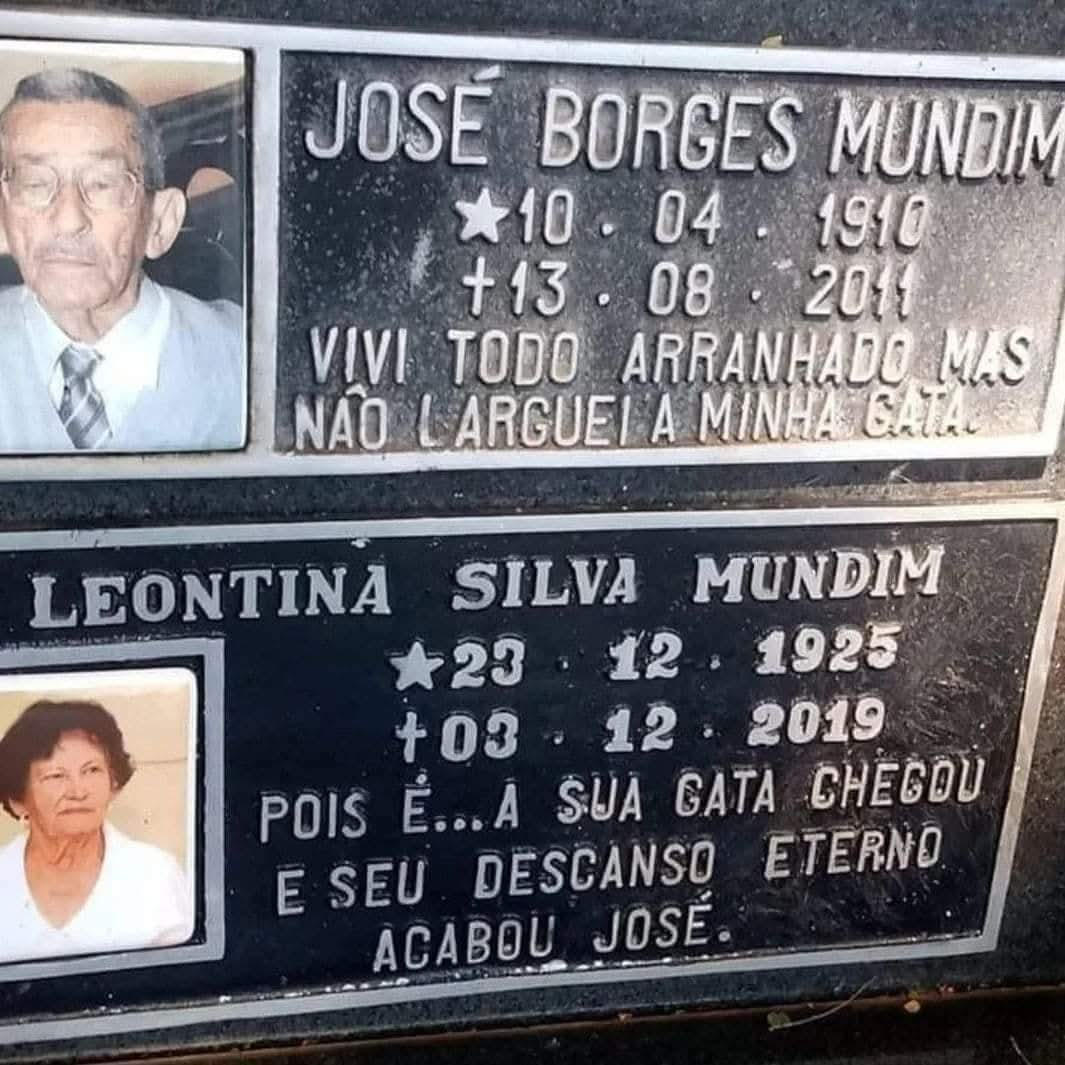 JOSÉ BORGES MUNDIM
★10 . 04 . 1910
†13 . 08 . 2011
VIVI TODO ARRANHADO MAS
NÃO LARGUEI A MINHA GATA.
LEONTINA SILVA MUNDIM
★23 . 12 . 1925
†03 . 12 . 2019
POIS É...A SUA GATA CHEGOU
E SEU DESCANSO ETERNO
ACABOU JOSÉ.